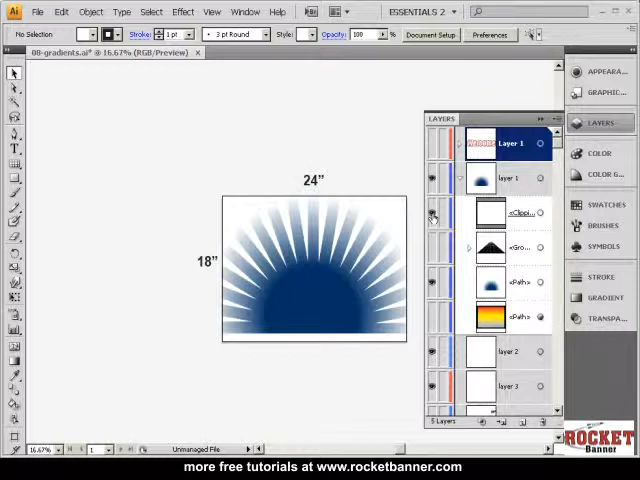 Ai
File Edit Object Type Select Effect View Window Help
Br
ESSENTIALS 2
No Selection
Stroke:
1 pt
3 pt Round
Style:
Opacity:
100
%
Document Setup
Preferences
08-gradients.ai* @ 16.67% (RGB/Preview)
LAYERS
Layer 1
layer 1
<Clippi...
<Gro...
<Path>
<Path>
layer 2
layer 3
5 Layers
24"
18"
APPEARA...
GRAPHIC...
LAYERS
COLOR
COLOR G...
SWATCHES
BRUSHES
SYMBOLS
STROKE
GRADIENT
TRANSPA...
16.67%
1
Unmanaged File
ROCKET
Banner
more free tutorials at www.rocketbanner.com